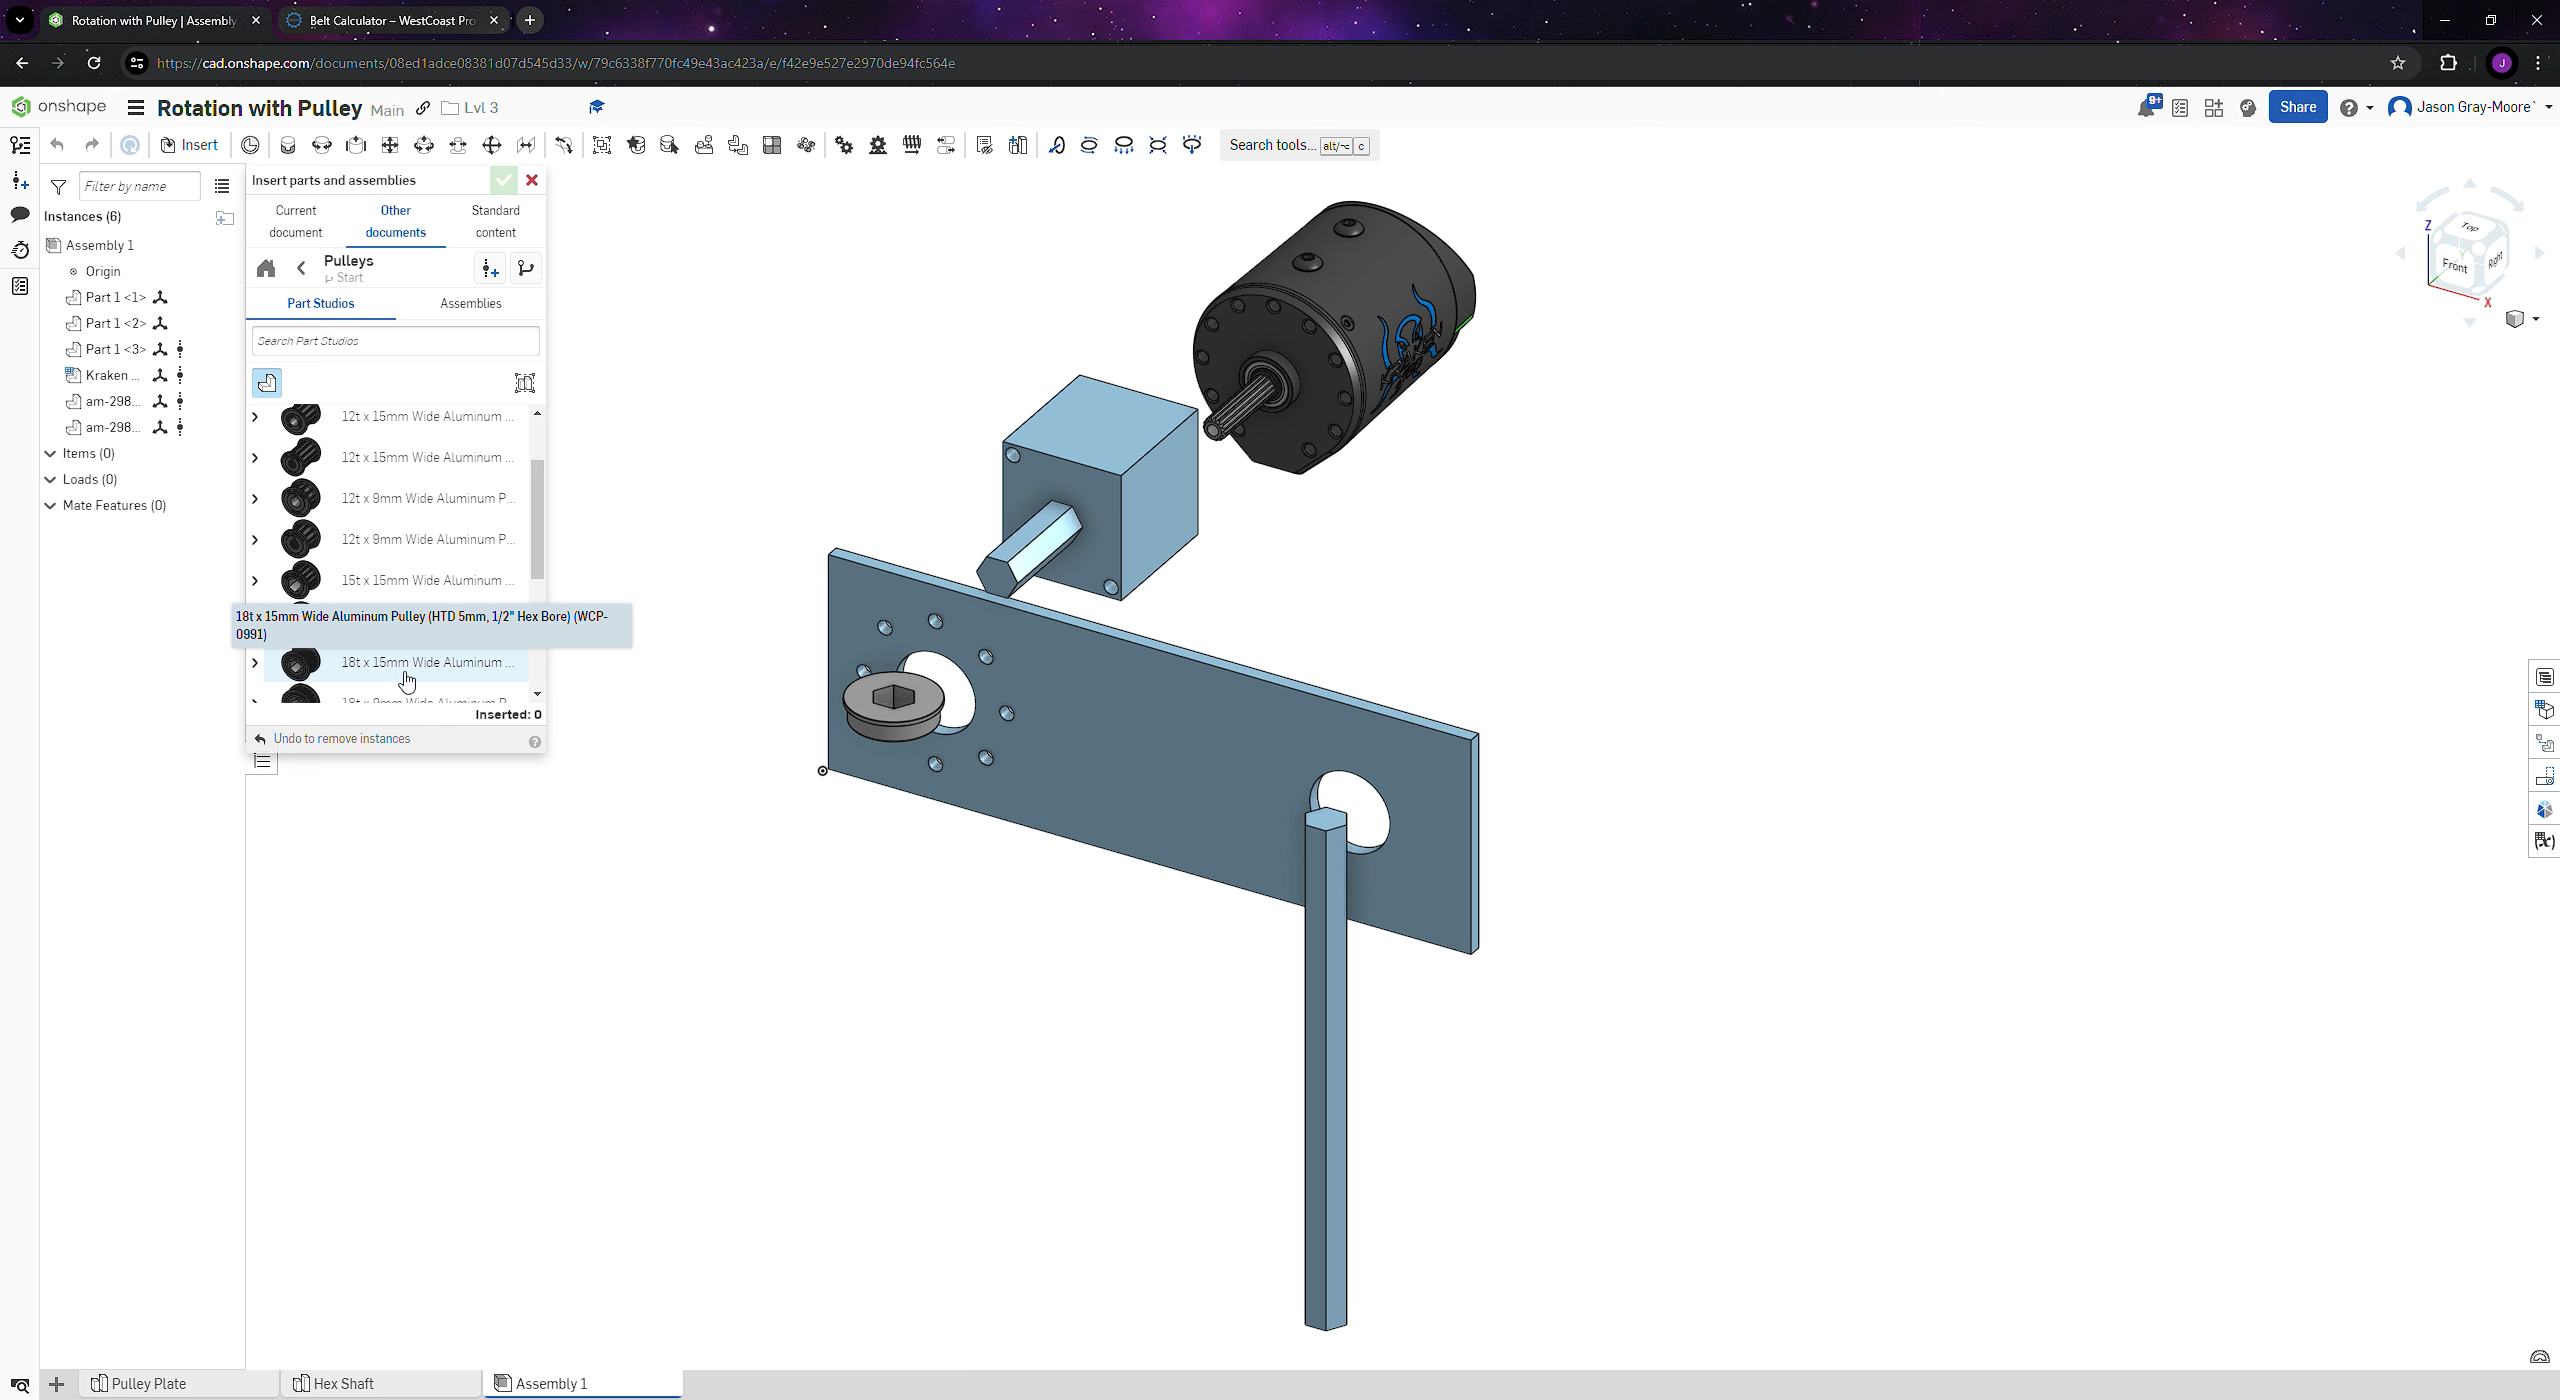 Rotation with Pulley | Assembly
Belt Calculator – WestCoast Pro
https://cad.onshape.com/documents/08ed1adce08381d07d545d33/w/79c6338f770fc49e43ac423a/e/f42e9e527e2970de94fc564e
J
onshape
Rotation with Pulley
Main
Lvl 3
9+
Share
Jason Gray-Moore`
Insert
Search tools...
alt/⌥
c
Filter by name
Instances (6)
Assembly 1
Origin
Part 1 <1>
Part 1 <2>
Part 1 <3>
Kraken ...
am-298...
am-298...
Items (0)
Loads (0)
Mate Features (0)
Insert parts and assemblies
Current document
Other documents
Standard content
Pulleys
Start
Part Studios
Assemblies
Search Part Studios
12t x 15mm Wide Aluminum ...
12t x 15mm Wide Aluminum ...
12t x 9mm Wide Aluminum P...
12t x 9mm Wide Aluminum P...
15t x 15mm Wide Aluminum ...
18t x 15mm Wide Aluminum Pulley (HTD 5mm, 1/2" Hex Bore) (WCP-
0991)
18t x 15mm Wide Aluminum ...
18t x 9mm Wide Aluminum P...
Inserted: 0
Undo to remove instances
Z
Top
Front
Right
X
Pulley Plate
Hex Shaft
Assembly 1